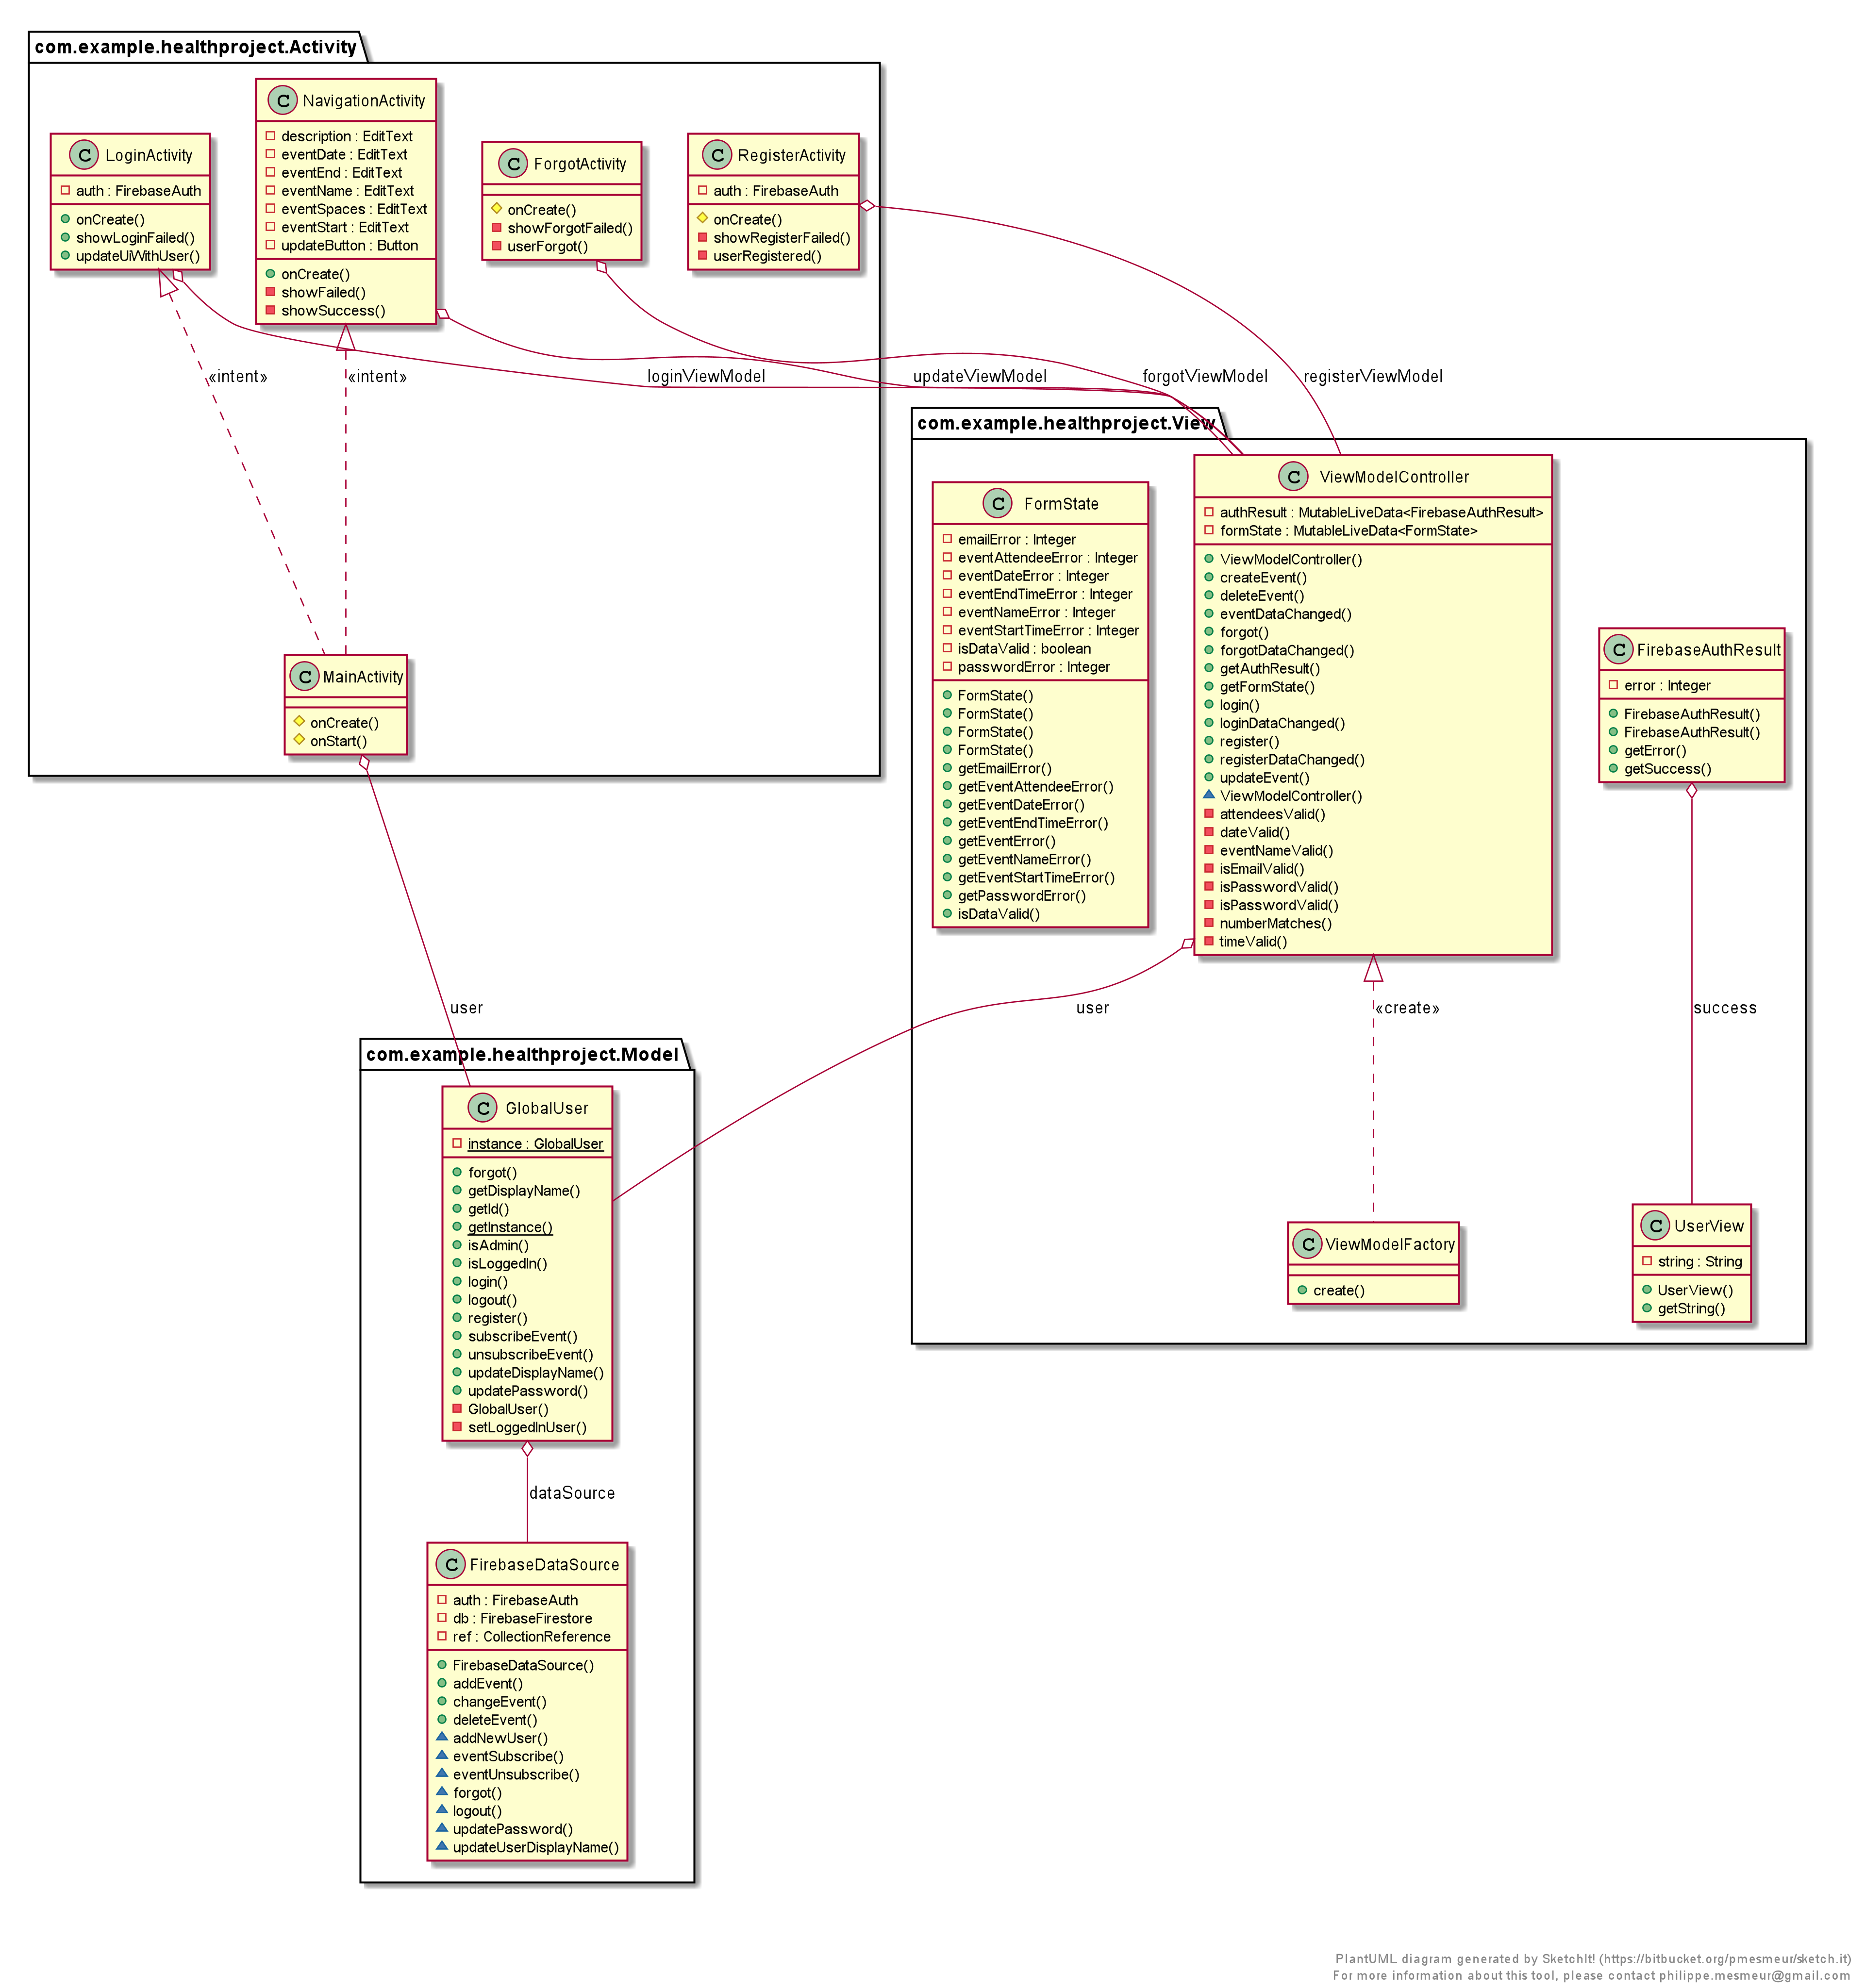 com.example.healthproject.Activity
C NavigationActivity
description : EditText
eventDate : EditText
eventEnd : EditText
eventName : EditText
eventSpaces : EditText
eventStart : EditText
updateButton : Button
onCreate()
showFailed()
showSuccess()
C LoginActivity
auth : FirebaseAuth
onCreate()
showLoginFailed()
updateUiWithUser()
C ForgotActivity
onCreate()
showForgotFailed()
userForgot()
C RegisterActivity
auth : FirebaseAuth
onCreate()
showRegisterFailed()
userRegistered()
«intent»
«intent»
loginViewModel
updateViewModel
forgotViewModel
registerViewModel
C MainActivity
onCreate()
onStart()
com.example.healthproject.View
C FormState
emailError : Integer
eventAttendeeError : Integer
eventDateError : Integer
eventEndTimeError : Integer
eventNameError : Integer
eventStartTimeError : Integer
isDataValid : boolean
passwordError : Integer
FormState()
FormState()
FormState()
FormState()
getEmailError()
getEventAttendeeError()
getEventDateError()
getEventEndTimeError()
getEventError()
getEventNameError()
getEventStartTimeError()
getPasswordError()
isDataValid()
C ViewModelController
authResult : MutableLiveData<FirebaseAuthResult>
formState : MutableLiveData<FormState>
ViewModelController()
createEvent()
deleteEvent()
eventDataChanged()
forgot()
forgotDataChanged()
getAuthResult()
getFormState()
login()
loginDataChanged()
register()
registerDataChanged()
updateEvent()
ViewModelController()
attendeesValid()
dateValid()
eventNameValid()
isEmailValid()
isPasswordValid()
isPasswordValid()
numberMatches()
timeValid()
C FirebaseAuthResult
error : Integer
FirebaseAuthResult()
FirebaseAuthResult()
getError()
getSuccess()
user
user
«create»
success
C ViewModelFactory
create()
C UserView
string : String
UserView()
getString()
com.example.healthproject.Model
C GlobalUser
instance : GlobalUser
forgot()
getDisplayName()
getId()
getInstance()
isAdmin()
isLoggedIn()
login()
logout()
register()
subscribeEvent()
unsubscribeEvent()
updateDisplayName()
updatePassword()
GlobalUser()
setLoggedInUser()
dataSource
C FirebaseDataSource
auth : FirebaseAuth
db : FirebaseFirestore
ref : CollectionReference
FirebaseDataSource()
addEvent()
changeEvent()
deleteEvent()
addNewUser()
eventSubscribe()
eventUnsubscribe()
forgot()
logout()
updatePassword()
updateUserDisplayName()
PlantUML diagram generated by SketchIt! (https://bitbucket.org/pmesmeur/sketch.it)
For more information about this tool, please contact philippe.mesmeur@gmail.com